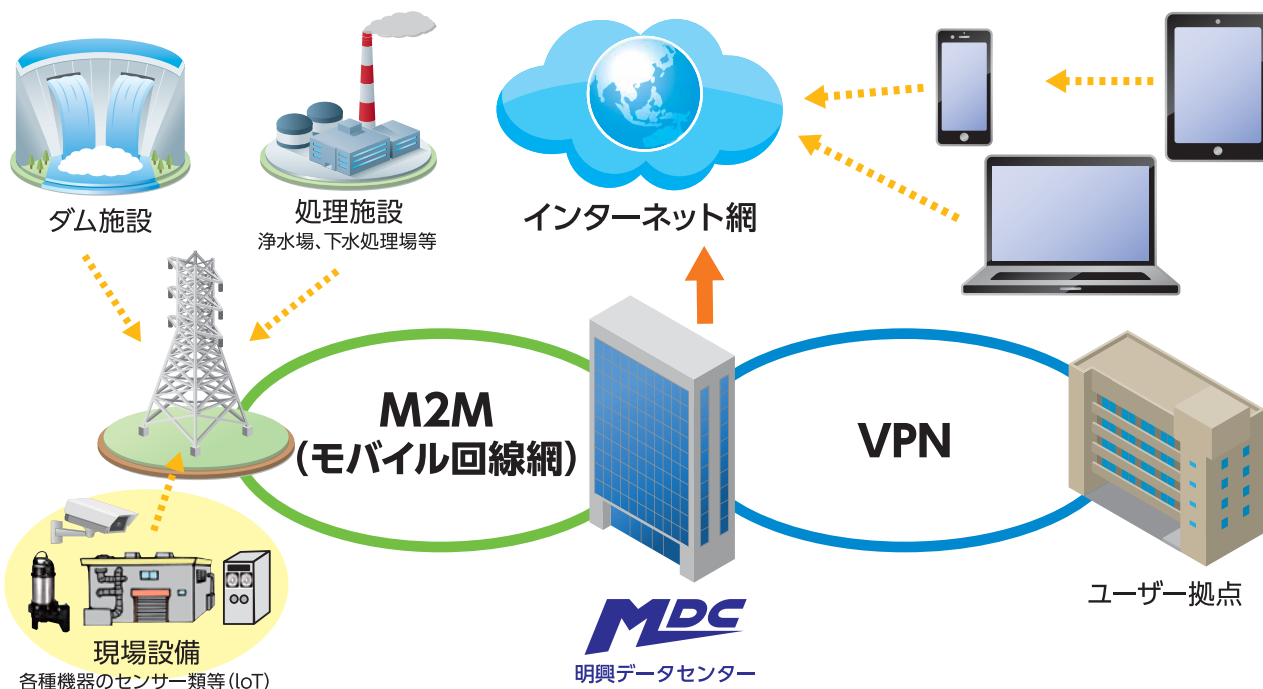 ダム施設
処理施設
浄水場、下水処理場等
インターネット網
M2M
(モバイル回線網)
VPN
ユーザー拠点
MDC
明興データセンター
現場設備
各種機器のセンサー類等(IoT)